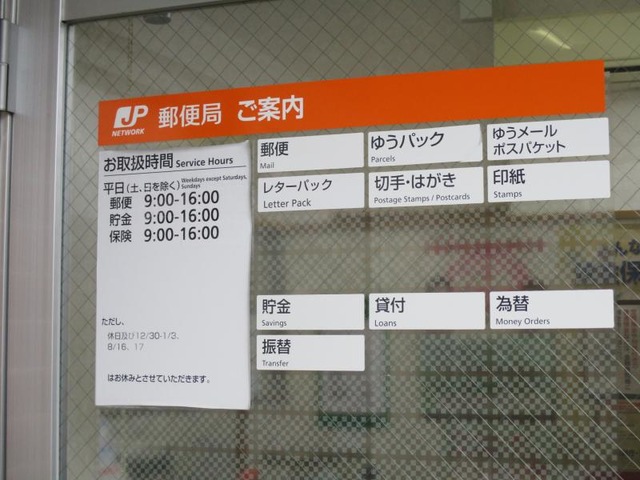 JP
NETWORK
郵便局 ご案内
お取扱時間 Service Hours
平日(土、日を除く) Weekdays except Saturdays, Sundays
郵便 9:00-16:00
貯金 9:00-16:00
保険 9:00-16:00
ただし、
休日及び12/30-1/3、
8/16、17
はお休みとさせていただきます。
郵便
Mail
ゆうパック
Parcels
ゆうメール
ポスパケット
レターパック
Letter Pack
切手・はがき
Postage Stamps / Postcards
印紙
Stamps
貯金
Savings
貸付
Loans
為替
Money Orders
振替
Transfer